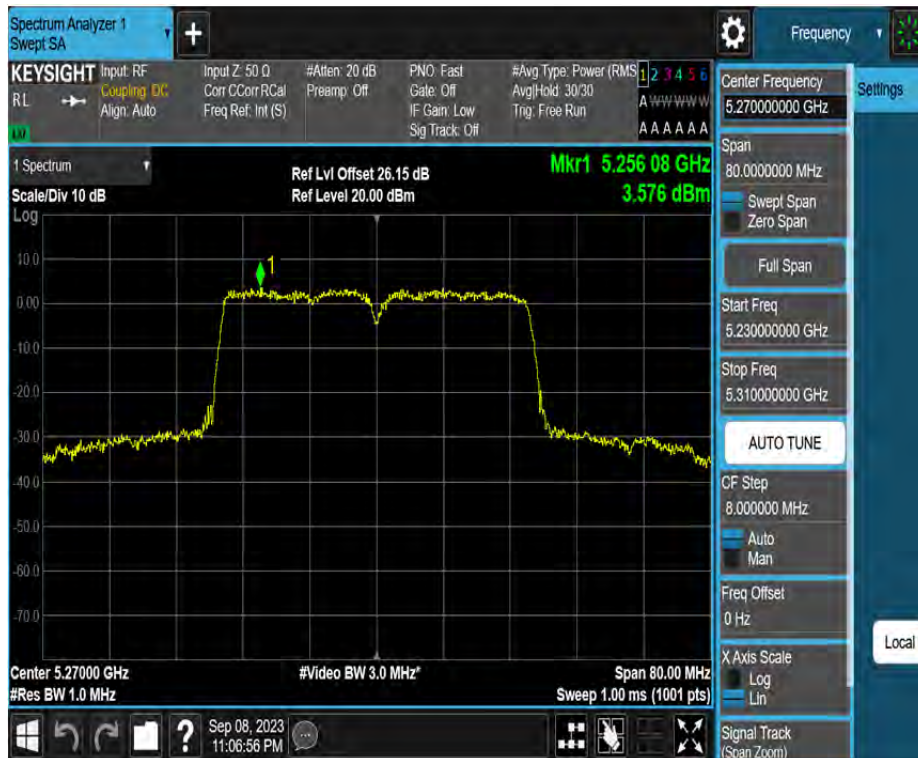 Spectrum Analyzer 1
Swept SA
+
Frequency
KEYSIGHT
RL
LXI
Input: RF
Coupling: DC
Align: Auto
Input Z: 50 Ω
Corr CCorr RCal
Freq Ref: Int (S)
#Atten: 20 dB
Preamp: Off
PNO: Fast
Gate: Off
IF Gain: Low
Sig Track: Off
#Avg Type: Power (RMS
Avg|Hold: 30/30
Trig: Free Run
1 2 3 4 5 6
A W W W W W
A A A A A A
1 Spectrum
Scale/Div 10 dB
Log
Ref Lvl Offset 26.15 dB
Ref Level 20.00 dBm
Mkr1 5.256 08 GHz
3.576 dBm
1
10.0
0.00
-10.0
-20.0
-30.0
-40.0
-50.0
-60.0
-70.0
Center 5.27000 GHz
#Res BW 1.0 MHz
#Video BW 3.0 MHz*
Span 80.00 MHz
Sweep 1.00 ms (1001 pts)
?
Sep 08, 2023
11:06:56 PM
Center Frequency
5.270000000 GHz
Span
80.0000000 MHz
Swept Span
Zero Span
Full Span
Start Freq
5.230000000 GHz
Stop Freq
5.310000000 GHz
AUTO TUNE
CF Step
8.000000 MHz
Auto
Man
Freq Offset
0 Hz
X Axis Scale
Log
Lin
Signal Track
(Span Zoom)
Settings
Local